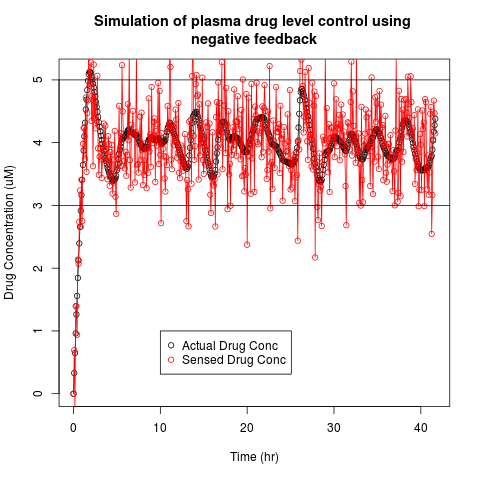 Simulation of plasma drug level control using
negative feedback
Drug Concentration (uM)
5
4
3
2
1
0
Actual Drug Conc
Sensed Drug Conc
0 10 20 30 40
Time (hr)